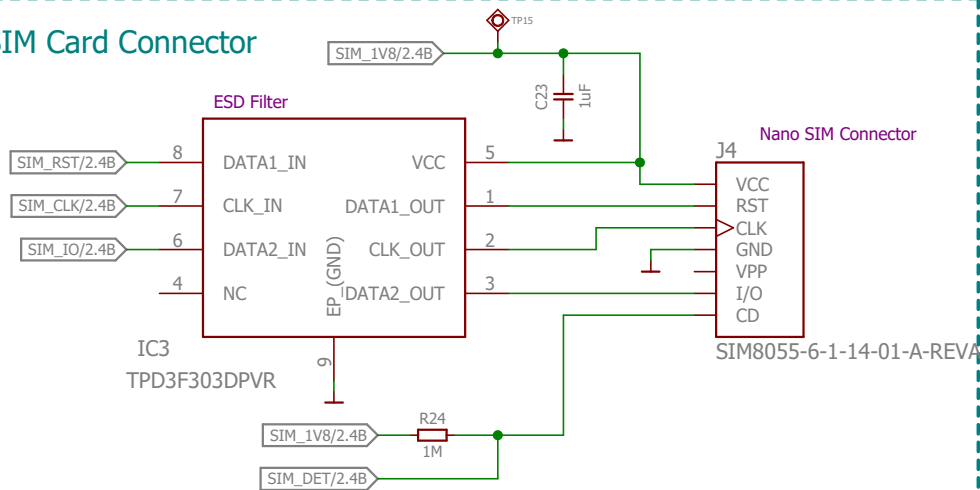 SIM Card Connector
TP15
SIM_1V8/2.4B
C23
1uF
ESD Filter
Nano SIM Connector
J4
SIM_RST/2.4B
8
DATA1_IN
VCC
5
VCC
SIM_CLK/2.4B
7
CLK_IN
DATA1_OUT
1
RST
SIM_IO/2.4B
6
DATA2_IN
CLK_OUT
2
CLK
GND
VPP
4
NC
EP_(GND)
DATA2_OUT
3
I/O
CD
9
IC3
TPD3F303DPVR
SIM8055-6-1-14-01-A-REVA
R24
SIM_1V8/2.4B
1M
SIM_DET/2.4B